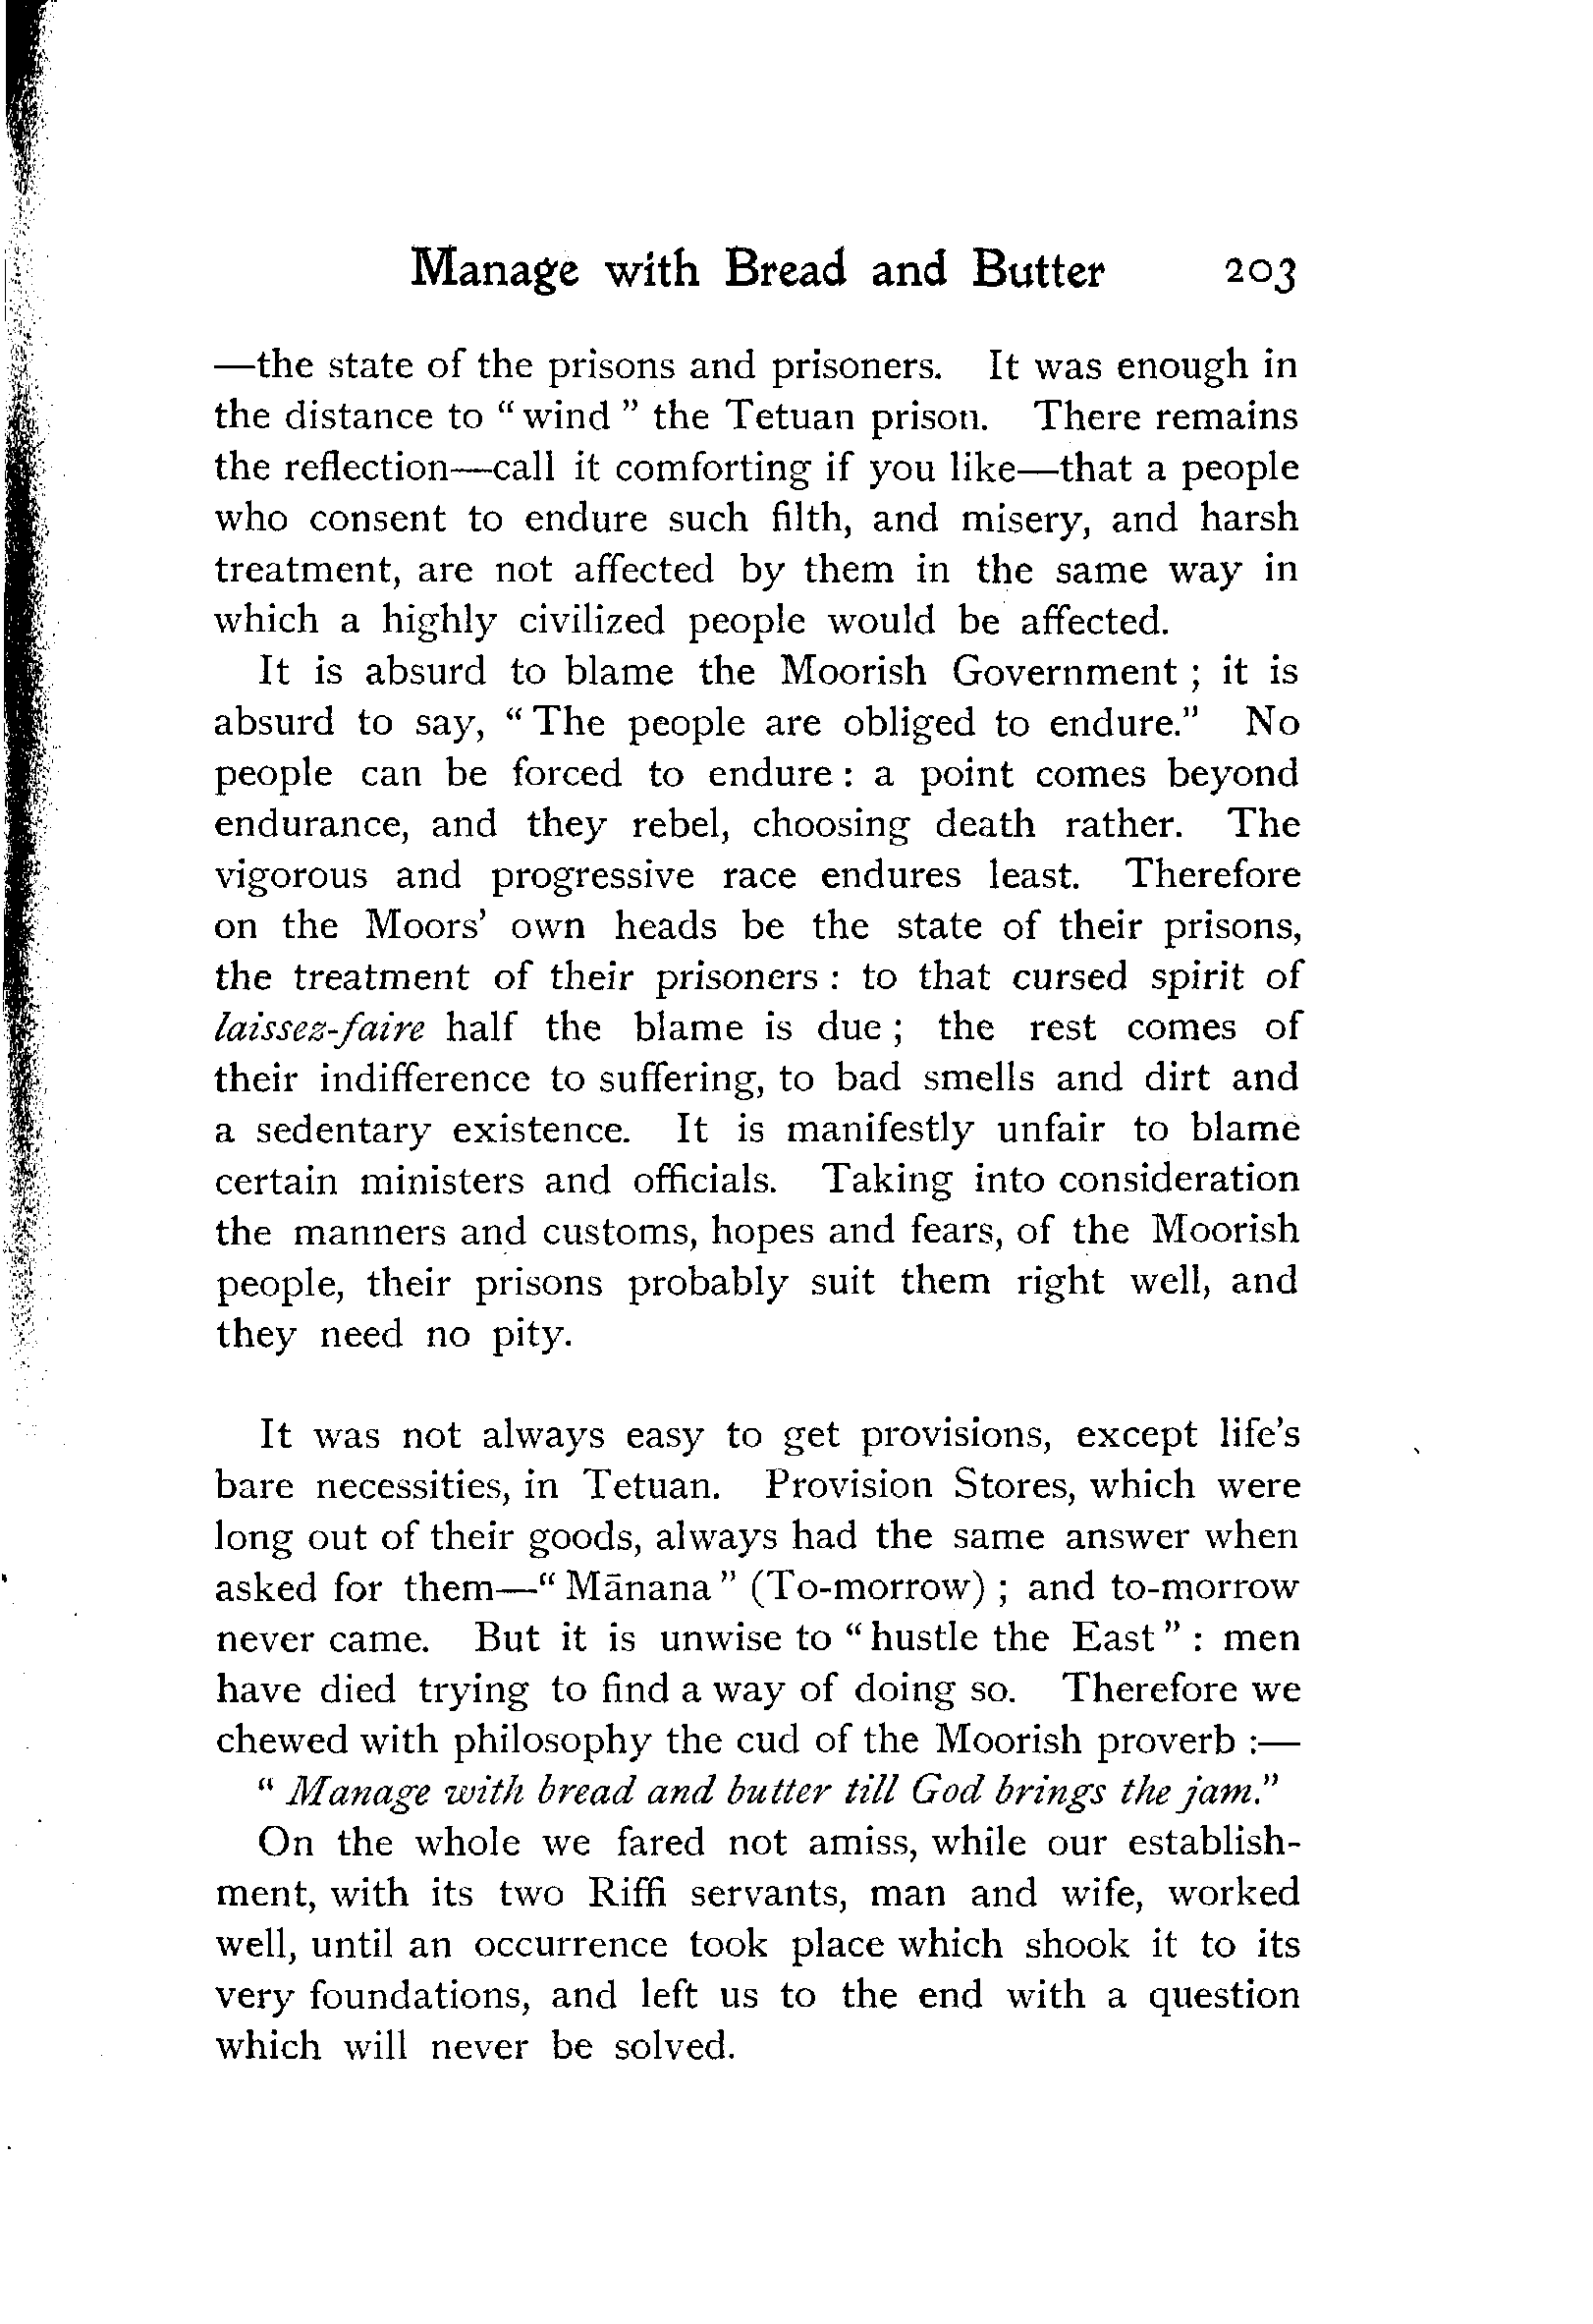 Manage with Bread and Butter 203
—the state of the prisons and prisoners. It was enough in
the distance to “wind” the Tetuan prison. There remains
the reflection—call it comforting if you like—that a people
who consent to endure such filth, and misery, and harsh
treatment, are not affected by them in the same way in
which a highly civilized people would be affected.
It is absurd to blame the Moorish Government; it is
absurd to say, “The people are obliged to endure.” No
people can be forced to endure: a point comes beyond
endurance, and they rebel, choosing death rather. The
vigorous and progressive race endures least. Therefore
on the Moors’ own heads be the state of their prisons,
the treatment of their prisoners: to that cursed spirit of
laissez-faire half the blame is due; the rest comes of
their indifference to suffering, to bad smells and dirt and
a sedentary existence. It is manifestly unfair to blame
certain ministers and officials. Taking into consideration
the manners and customs, hopes and fears, of the Moorish
people, their prisons probably suit them right well, and
they need no pity.
It was not always easy to get provisions, except life’s
bare necessities, in Tetuan. Provision Stores, which were
long out of their goods, always had the same answer when
asked for them—“Mānana” (To-morrow); and to-morrow
never came. But it is unwise to “hustle the East”: men
have died trying to find a way of doing so. Therefore we
chewed with philosophy the cud of the Moorish proverb:—
“Manage with bread and butter till God brings the jam.”
On the whole we fared not amiss, while our establish-
ment, with its two Riffi servants, man and wife, worked
well, until an occurrence took place which shook it to its
very foundations, and left us to the end with a question
which will never be solved.